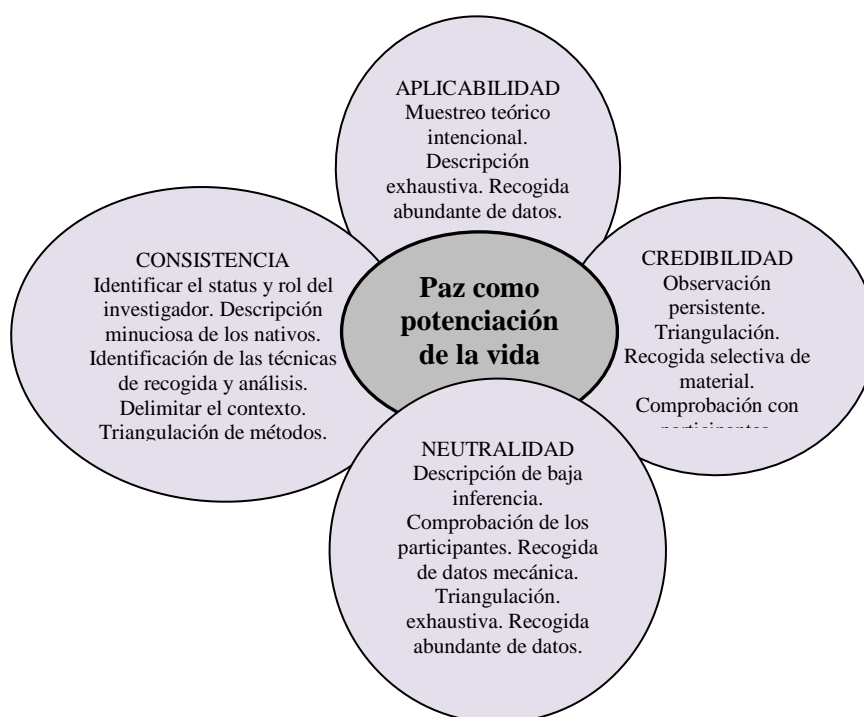 APLICABILIDAD
Muestreo teórico
intencional.
Descripción
exhaustiva. Recogida
abundante de datos.
CONSISTENCIA
Identificar el status y rol del
investigador. Descripción
minuciosa de los nativos.
Identificación de las técnicas
de recogida y análisis.
Delimitar el contexto.
Triangulación de métodos.
Paz como
potenciación
de la vida
CREDIBILIDAD
Observación
persistente.
Triangulación.
Recogida selectiva de
material.
Comprobación con
NEUTRALIDAD
Descripción de baja
inferencia.
Comprobación de los
participantes. Recogida
de datos mecánica.
Triangulación.
exhaustiva. Recogida
abundante de datos.